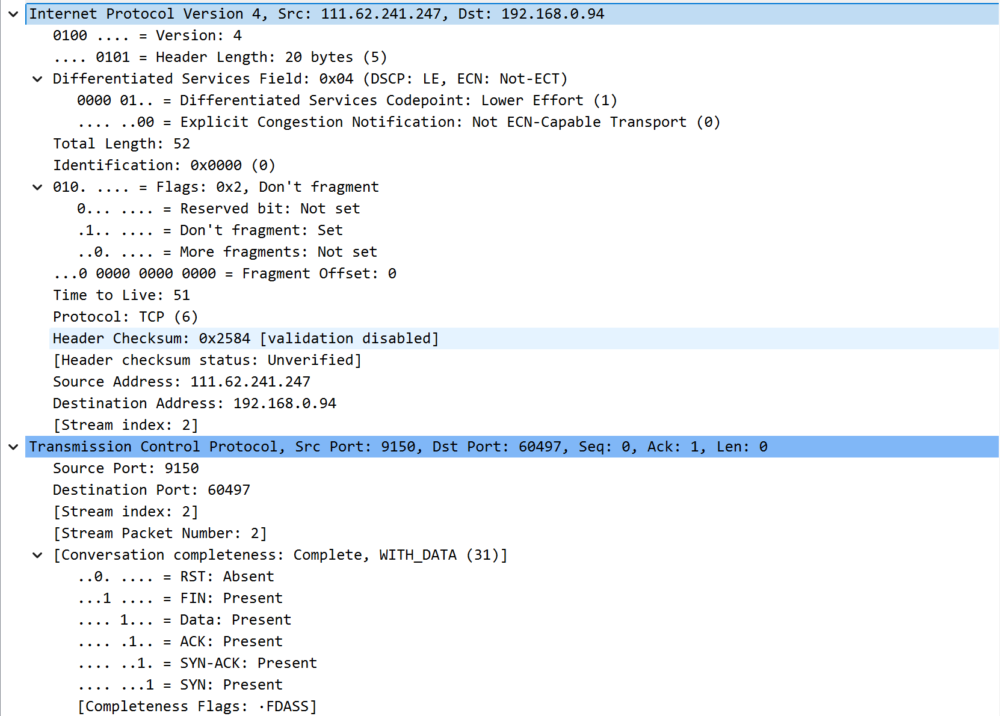 Internet Protocol Version 4, Src: 111.62.241.247, Dst: 192.168.0.94
0100 .... = Version: 4
.... 0101 = Header Length: 20 bytes (5)
Differentiated Services Field: 0x04 (DSCP: LE, ECN: Not-ECT)
0000 01.. = Differentiated Services Codepoint: Lower Effort (1)
.... ..00 = Explicit Congestion Notification: Not ECN-Capable Transport (0)
Total Length: 52
Identification: 0x0000 (0)
010. .... = Flags: 0x2, Don't fragment
0... .... = Reserved bit: Not set
.1.. .... = Don't fragment: Set
..0. .... = More fragments: Not set
...0 0000 0000 0000 = Fragment Offset: 0
Time to Live: 51
Protocol: TCP (6)
Header Checksum: 0x2584 [validation disabled]
[Header checksum status: Unverified]
Source Address: 111.62.241.247
Destination Address: 192.168.0.94
[Stream index: 2]
Transmission Control Protocol, Src Port: 9150, Dst Port: 60497, Seq: 0, Ack: 1, Len: 0
Source Port: 9150
Destination Port: 60497
[Stream index: 2]
[Stream Packet Number: 2]
[Conversation completeness: Complete, WITH_DATA (31)]
..0. .... = RST: Absent
...1 .... = FIN: Present
.... 1... = Data: Present
.... .1.. = ACK: Present
.... ..1. = SYN-ACK: Present
.... ...1 = SYN: Present
[Completeness Flags: ·FDASS]